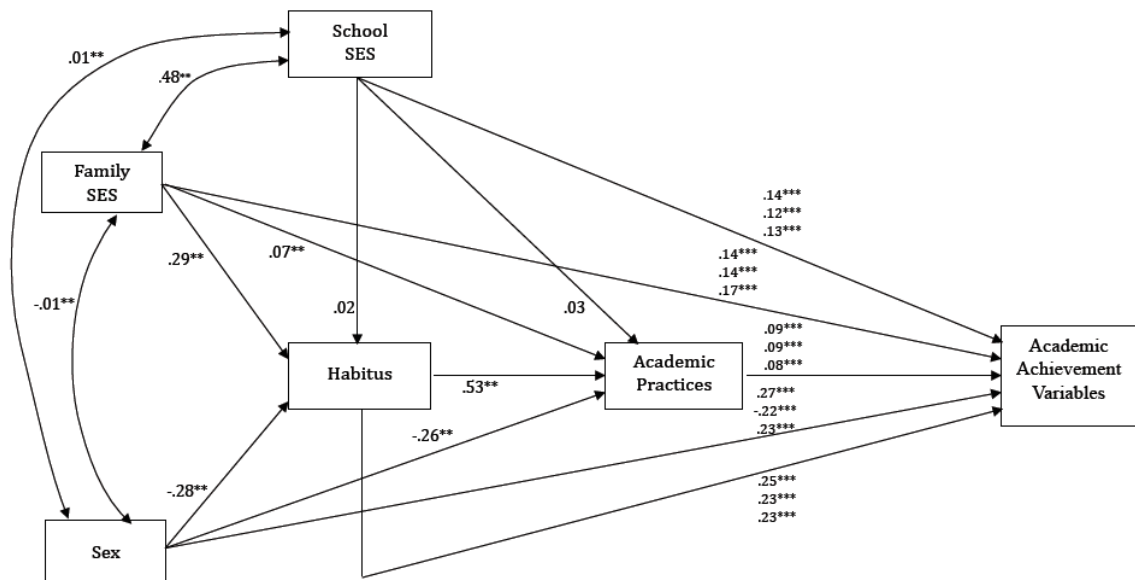 School
SES
.01**
.48**
Family
SES
.14***
.12***
.13***
.14***
.14***
.17***
.29**
.07**
-.01**
.02
.03
.09***
.09***
.08***
Habitus
Academic
Practices
Academic
Achievement
Variables
.53**
.27***
-.22***
.23***
-.26**
-.28**
.25***
.23***
.23***
Sex